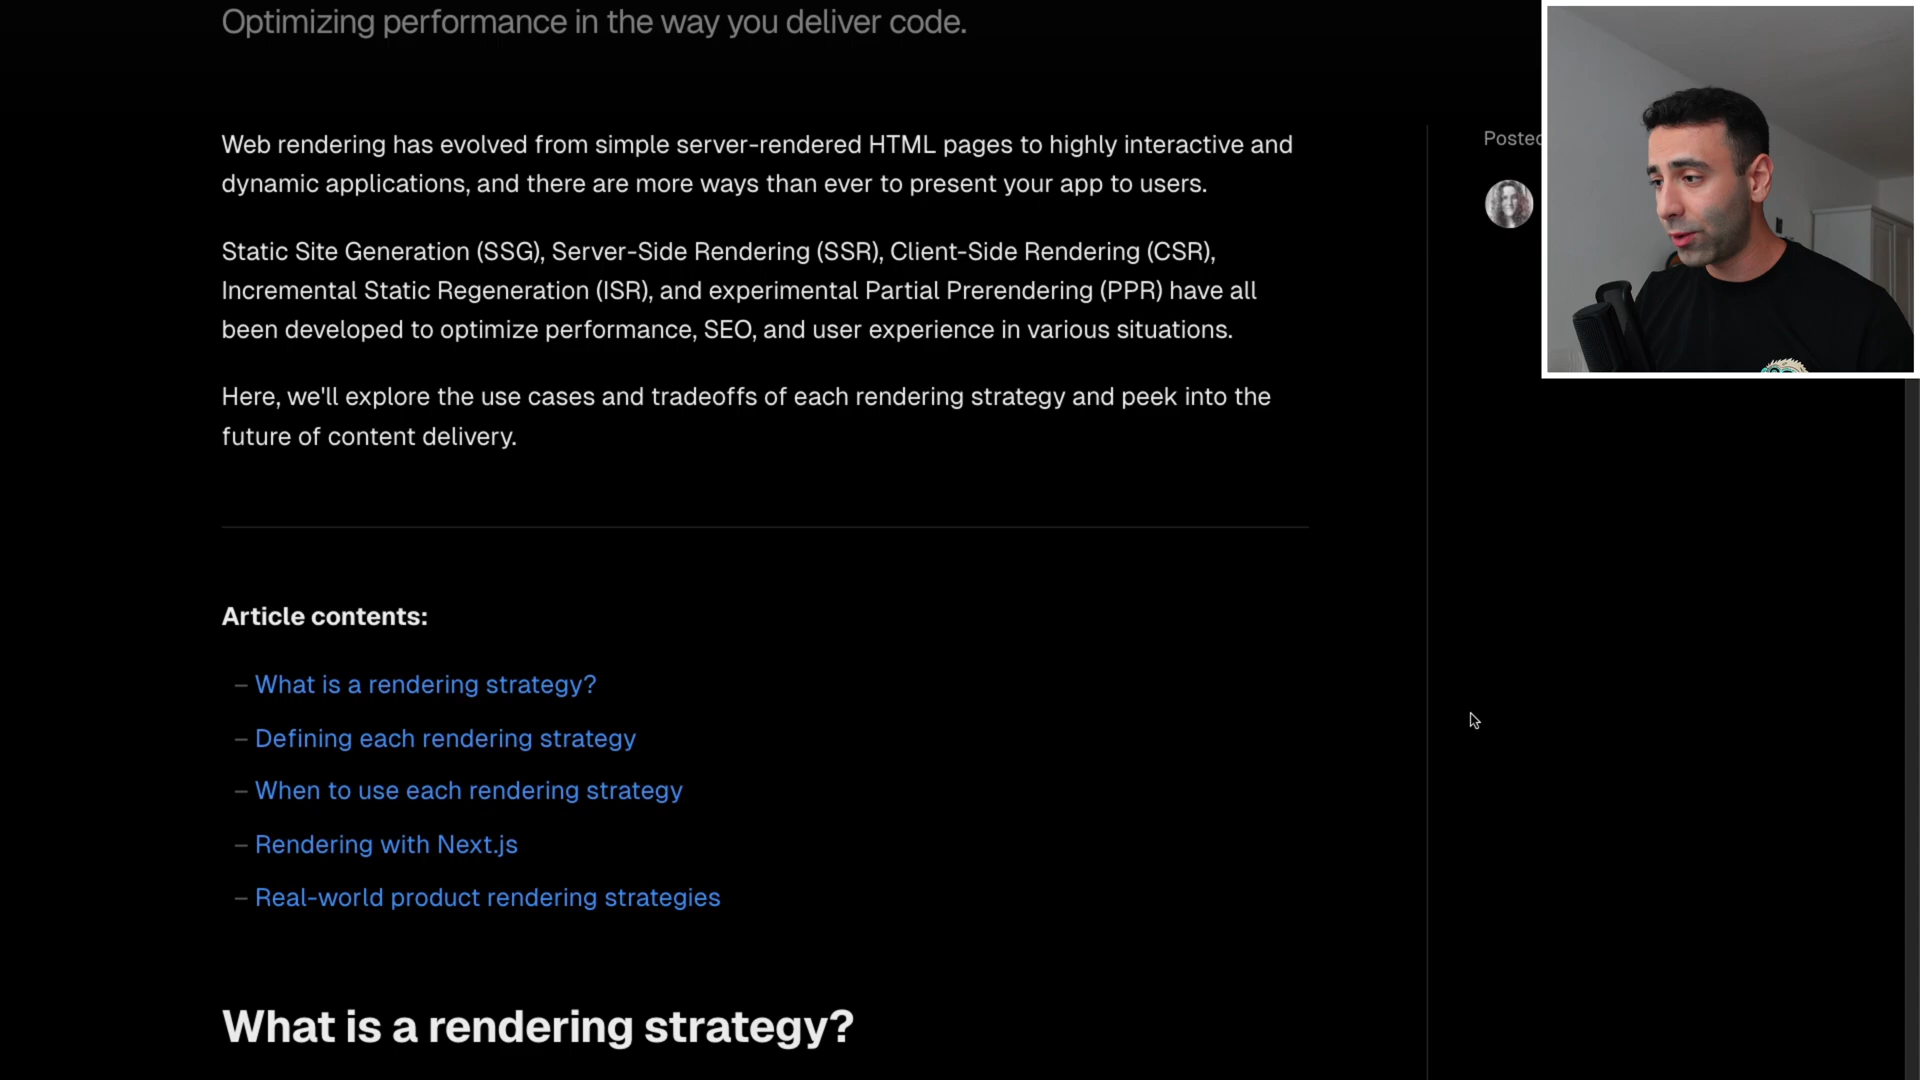 Optimizing performance in the way you deliver code.
Web rendering has evolved from simple server-rendered HTML pages to highly interactive and
dynamic applications, and there are more ways than ever to present your app to users.
Posted
Static Site Generation (SSG), Server-Side Rendering (SSR), Client-Side Rendering (CSR),
Incremental Static Regeneration (ISR), and experimental Partial Prerendering (PPR) have all
been developed to optimize performance, SEO, and user experience in various situations.
Here, we'll explore the use cases and tradeoffs of each rendering strategy and peek into the
future of content delivery.
Article contents:
– What is a rendering strategy?
– Defining each rendering strategy
– When to use each rendering strategy
– Rendering with Next.js
– Real-world product rendering strategies
What is a rendering strategy?